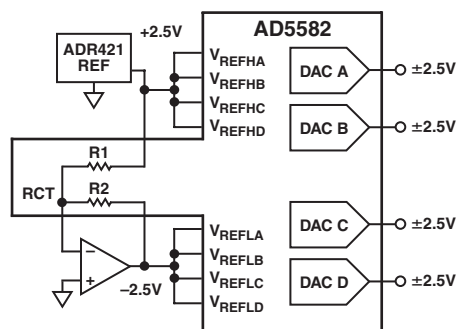 AD5582
+2.5V
ADR421
REF
VREFHA
VREFHB
VREFHC
VREFHD
DAC A
±2.5V
DAC B
±2.5V
R1
RCT
R2
VREFLA
VREFLB
VREFLC
VREFLD
DAC C
±2.5V
DAC D
±2.5V
–
+
–2.5V